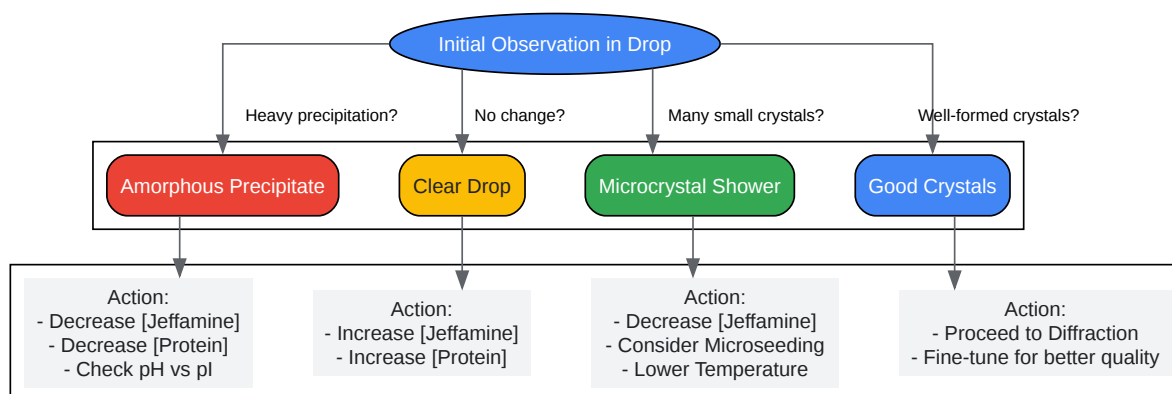 Initial Observation in Drop
Heavy precipitation?
No change?
Many small crystals?
Well-formed crystals?
Amorphous Precipitate
Clear Drop
Microcrystal Shower
Good Crystals
Action:
- Decrease [Jeffamine]
- Decrease [Protein]
- Check pH vs pI
Action:
- Increase [Jeffamine]
- Increase [Protein]
Action:
- Decrease [Jeffamine]
- Consider Microseeding
- Lower Temperature
Action:
- Proceed to Diffraction
- Fine-tune for better quality